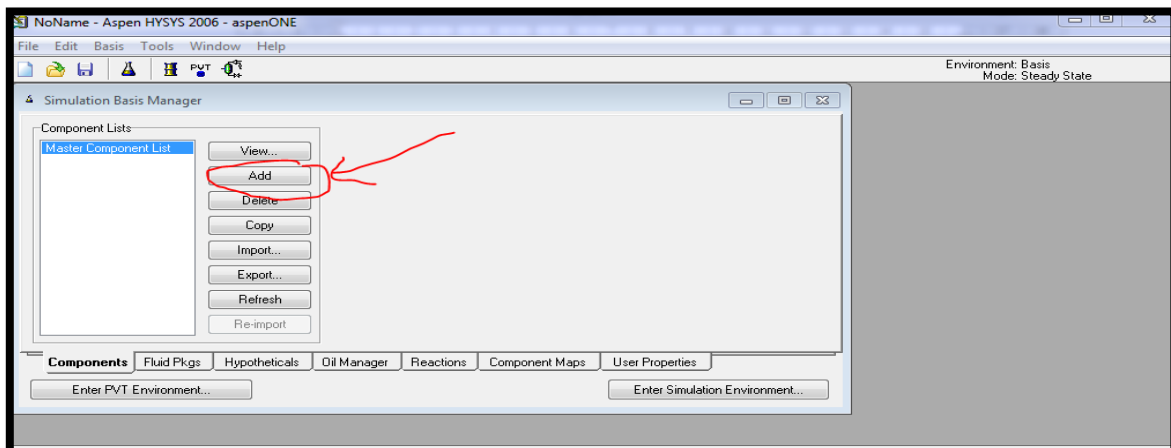 NoName - Aspen HYSYS 2006 - aspenONE
File Edit Basis Tools Window Help
PVT
Environment: Basis
Mode: Steady State
Simulation Basis Manager
Component Lists
Master Component List
View...
Add
Delete
Copy
Import...
Export...
Refresh
Re-import
Components Fluid Pkgs Hypotheticals Oil Manager Reactions Component Maps User Properties
Enter PVT Environment... Enter Simulation Environment...